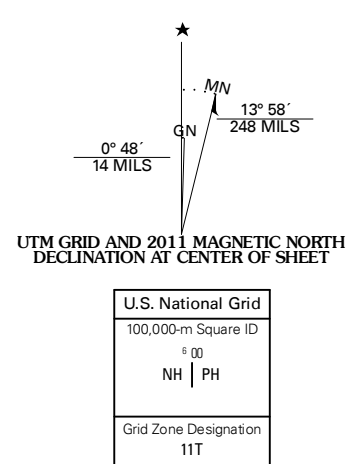 MN
GN
13° 58´
248 MILS
0° 48´
14 MILS
UTM GRID AND 2011 MAGNETIC NORTH
DECLINATION AT CENTER OF SHEET
U.S. National Grid
100,000-m Square ID
6 00
NH PH
Grid Zone Designation
11T